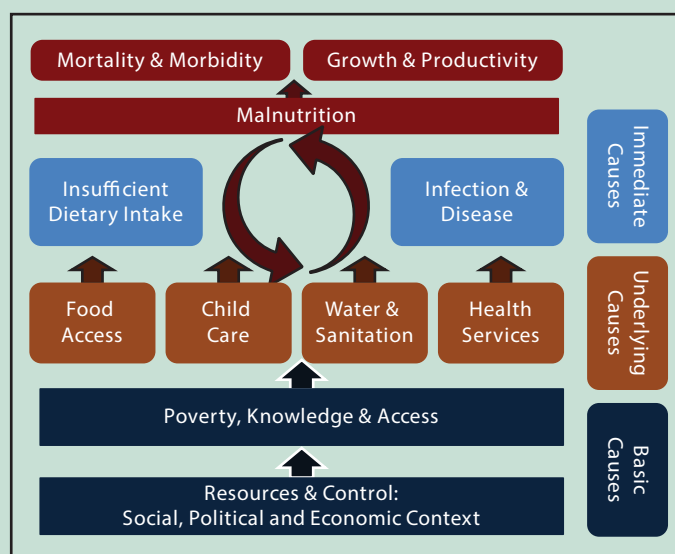 Mortality & Morbidity
Growth & Productivity
Malnutrition
Insufficient
Dietary Intake
Infection &
Disease
Immediate
Causes
Food
Access
Child
Care
Water &
Sanitation
Health
Services
Underlying
Causes
Poverty, Knowledge & Access
Resources & Control:
Social, Political and Economic Context
Basic
Causes